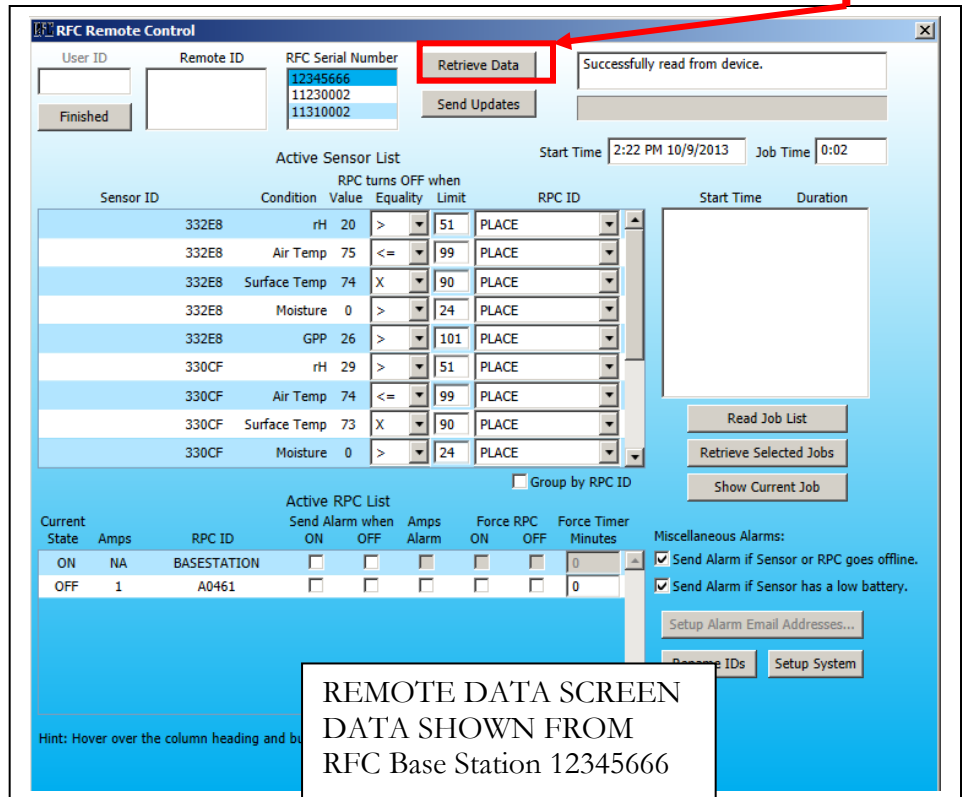 RFC Remote Control
User ID Remote ID RFC Serial Number Retrieve Data Successfully read from device.
12345666
11230002
11310002
Finished Send Updates
Start Time 2:22 PM 10/9/2013 Job Time 0:02
Active Sensor List
RPC turns OFF when
Sensor ID Condition Value Equality Limit RPC ID Start Time Duration
332E8 rH 20 > 51 PLACE
332E8 Air Temp 75 <= 99 PLACE
332E8 Surface Temp 74 X 90 PLACE
332E8 Moisture 0 > 24 PLACE
332E8 GPP 26 > 101 PLACE
330CF rH 29 > 51 PLACE
330CF Air Temp 74 <= 99 PLACE
330CF Surface Temp 73 X 90 PLACE
330CF Moisture 0 > 24 PLACE
Read Job List
Retrieve Selected Jobs
Show Current Job
Group by RPC ID
Active RPC List
Current Send Alarm when Amps Force RPC Force Timer
State Amps RPC ID ON OFF Alarm ON OFF Minutes
ON NA BASESTATION 0
OFF 1 A0461 0
Miscellaneous Alarms:
Send Alarm if Sensor or RPC goes offline.
Send Alarm if Sensor has a low battery.
Setup Alarm Email Addresses...
IDs Setup System
Hint: Hover over the column heading and
REMOTE DATA SCREEN
DATA SHOWN FROM
RFC Base Station 12345666